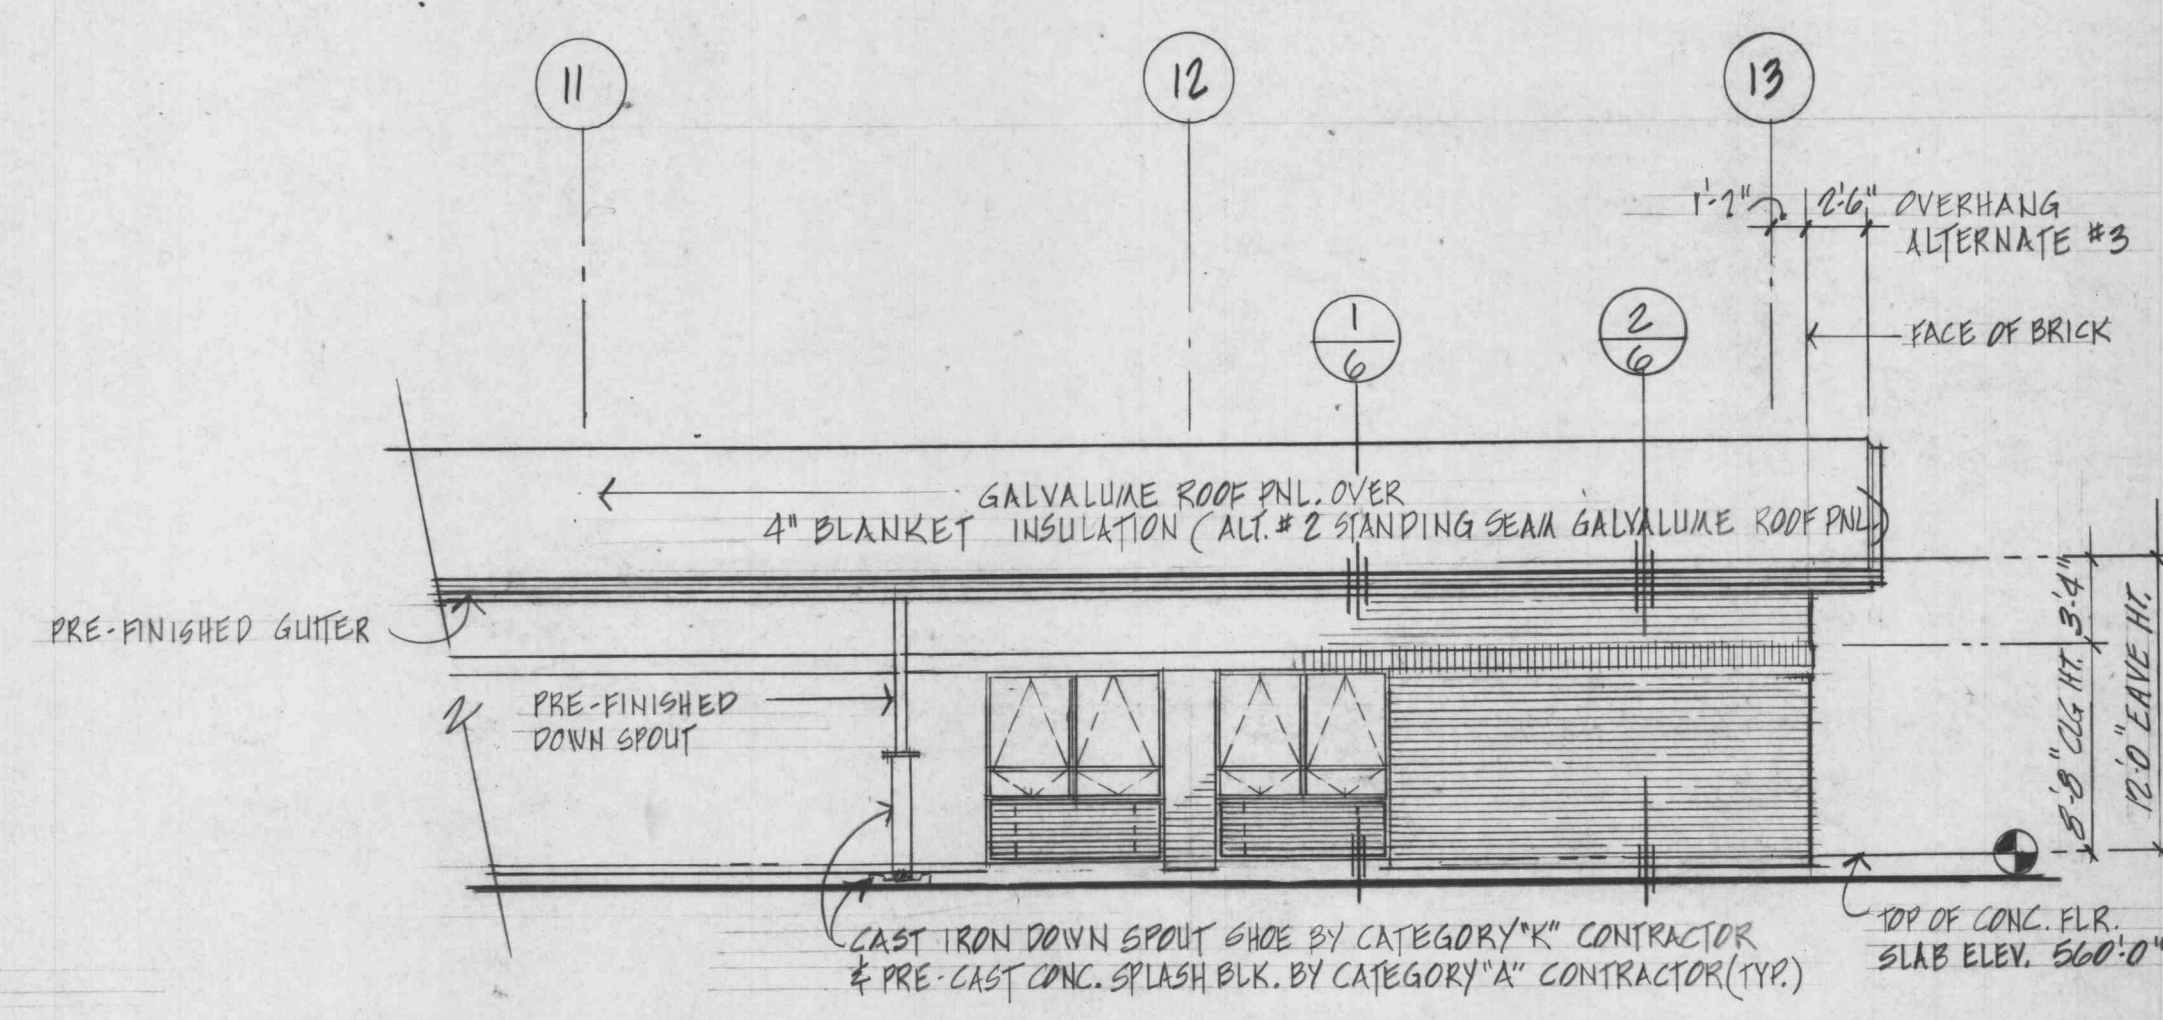 11
12
13
1'-2"
2'-6" OVERHANG
ALTERNATE #3
1
6
2
6
FACE OF BRICK
GALVALUME ROOF PNL. OVER
4" BLANKET INSULATION (ALT. #2 STANDING SEAM GALVALUME ROOF PNL.)
PRE-FINISHED GUTTER
PRE-FINISHED
DOWN SPOUT
3'-4"
8'-8" CLG HT.
12'-0" EAVE HT.
CAST IRON DOWN SPOUT SHOE BY CATEGORY "K" CONTRACTOR
& PRE-CAST CONC. SPLASH BLK. BY CATEGORY "A" CONTRACTOR (TYP.)
TOP OF CONC. FLR.
SLAB ELEV. 560'-0"